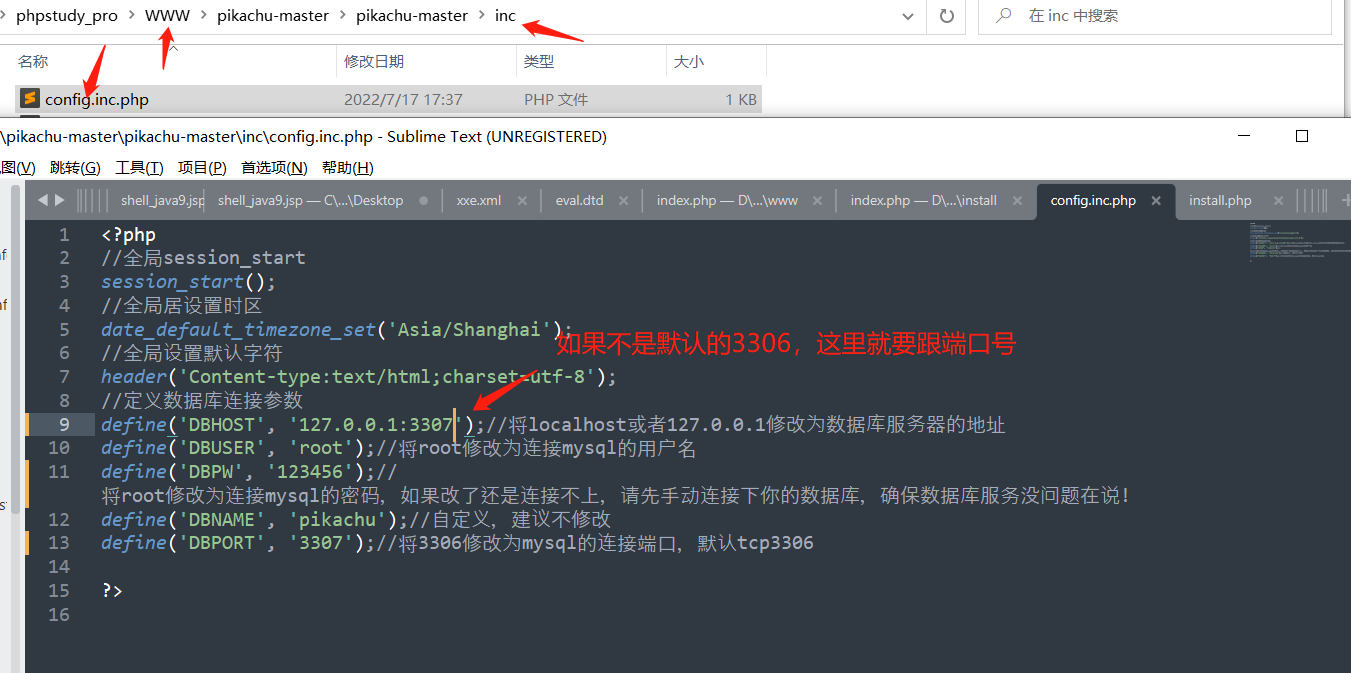 phpstudy_pro > WWW > pikachu-master > pikachu-master > inc
在 inc 中搜索
名称 修改日期 类型 大小
config.inc.php 2022/7/17 17:37 PHP 文件 1 KB
\pikachu-master\pikachu-master\inc\config.inc.php - Sublime Text (UNREGISTERED)
图(V) 跳转(G) 工具(T) 项目(P) 首选项(N) 帮助(H)
shell_java9.jsp shell_java9.jsp — C\...\Desktop xxe.xml eval.dtd index.php — D\...\www index.php — D\...\install config.inc.php install.php
1 <?php
2 //全局session_start
3 session_start();
4 //全局居设置时区
5 date_default_timezone_set('Asia/Shanghai');
如果不是默认的3306，这里就要跟端口号
6 //全局设置默认字符
7 header('Content-type:text/html;charset=utf-8');
8 //定义数据库连接参数
9 define('DBHOST', '127.0.0.1:3307');//将localhost或者127.0.0.1修改为数据库服务器的地址
10 define('DBUSER', 'root');//将root修改为连接mysql的用户名
11 define('DBPW', '123456');//
将root修改为连接mysql的密码，如果改了还是连接不上，请先手动连接下你的数据库，确保数据库服务没问题在说！
12 define('DBNAME', 'pikachu');//自定义，建议不修改
13 define('DBPORT', '3307');//将3306修改为mysql的连接端口，默认tcp3306
14
15 ?>
16